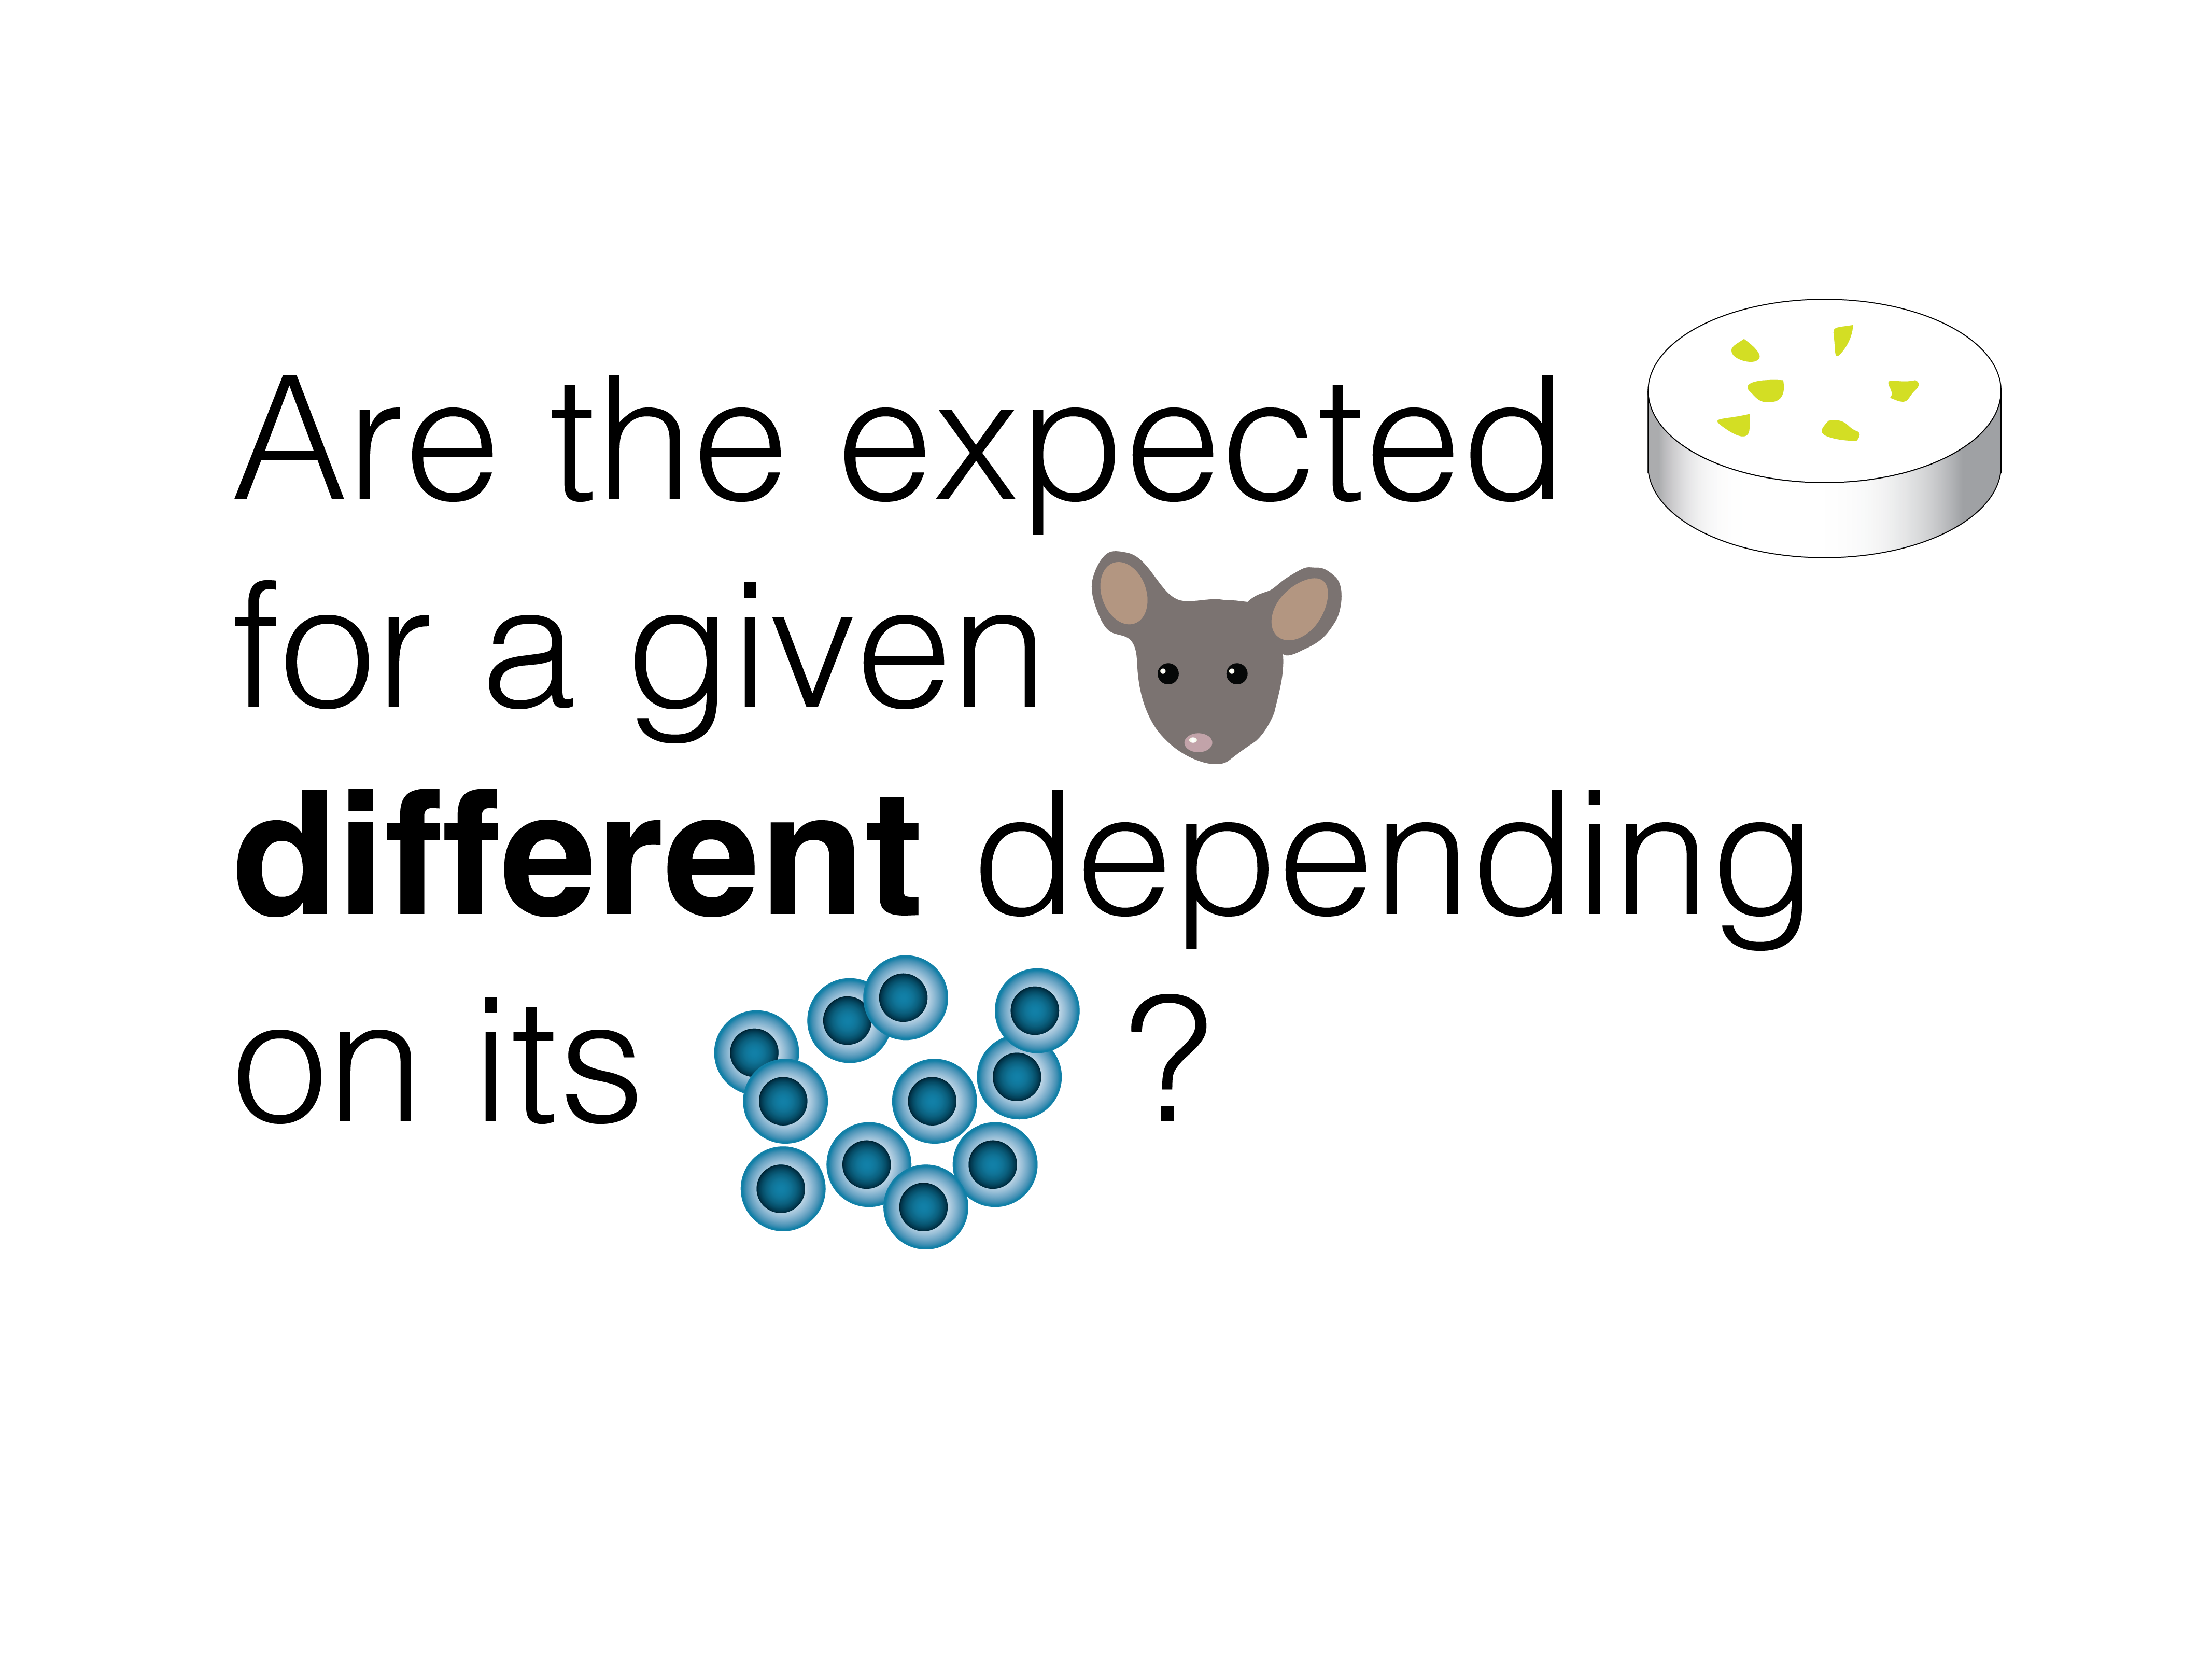 Are the expected
for a given
different depending
on its ?